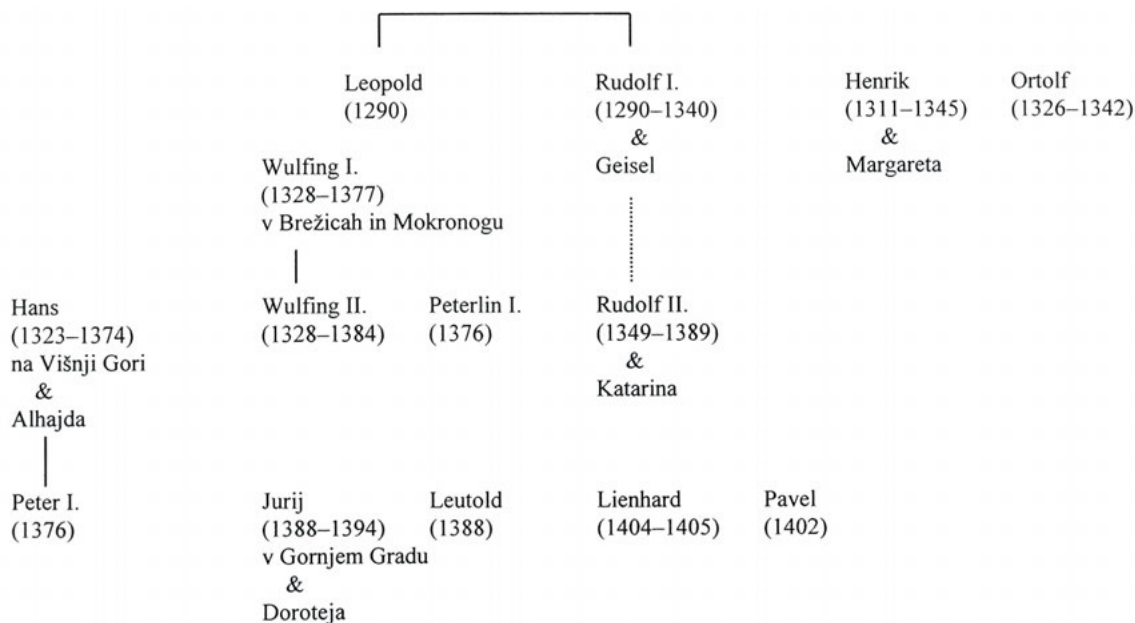 Leopold
(1290)
Rudolf I.
(1290–1340)
&
Geisel
Henrik
(1311–1345)
&
Margareta
Ortolf
(1326–1342)
Wulfing I.
(1328–1377)
v Brežicah in Mokronogu
Hans
(1323–1374)
na Višnji Gori
&
Alhajda
Wulfing II.
(1328–1384)
Peterlin I.
(1376)
Rudolf II.
(1349–1389)
&
Katarina
Peter I.
(1376)
Jurij
(1388–1394)
v Gornjem Gradu
&
Doroteja
Leutold
(1388)
Lienhard
(1404–1405)
Pavel
(1402)